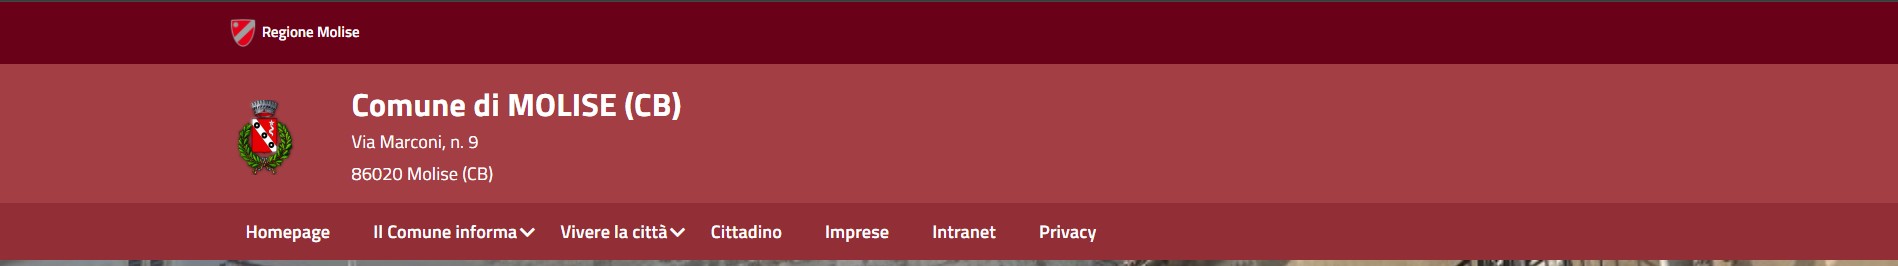 Regione Molise
Comune di MOLISE (CB)
Via Marconi, n. 9
86020 Molise (CB)
Homepage Il Comune informa Vivere la città Cittadino Imprese Intranet Privacy